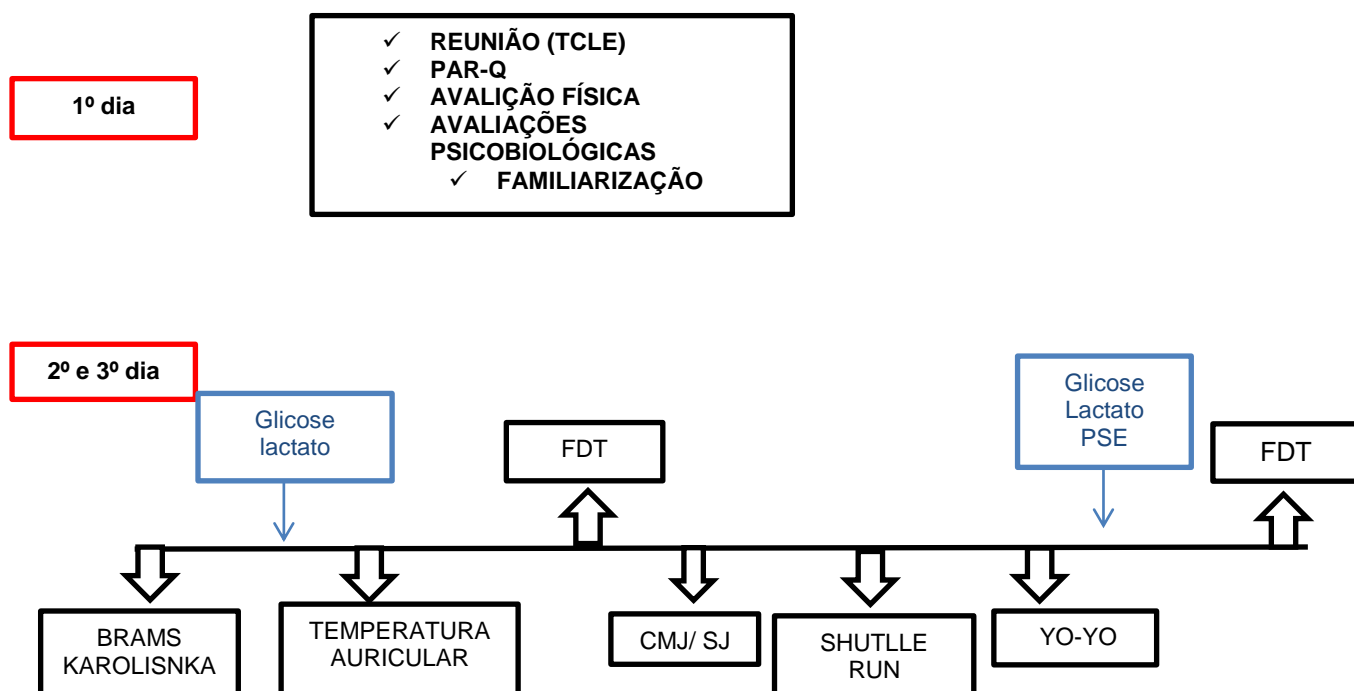 REUNIÃO (TCLE)
PAR-Q
1º dia
AVALIÇÃO FÍSICA
AVALIAÇÕES
PSICOBIOLÓGICAS
FAMILIARIZAÇÃO
2º e 3º dia
Glicose
lactato
FDT
Glicose
Lactato
PSE
FDT
BRAMS
KAROLISNKA
TEMPERATURA
AURICULAR
CMJ/ SJ
SHUTLLE
RUN
YO-YO